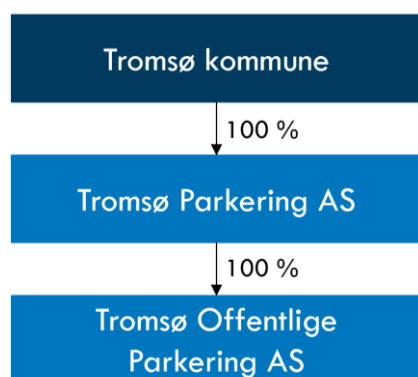 Tromsø kommune
100 %
Tromsø Parkering AS
100 %
Tromsø Offentlige
Parkering AS